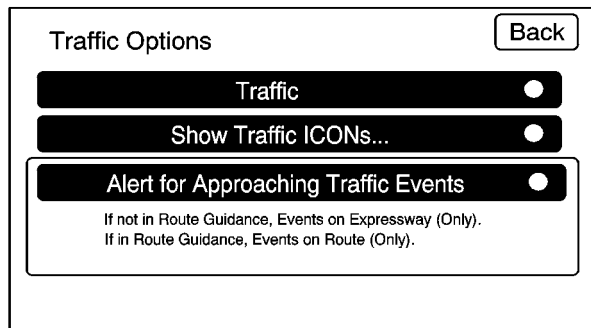 Traffic Options
Back
Traffic
Show Traffic ICONs...
Alert for Approaching Traffic Events
If not in Route Guidance, Events on Expressway (Only).
If in Route Guidance, Events on Route (Only).